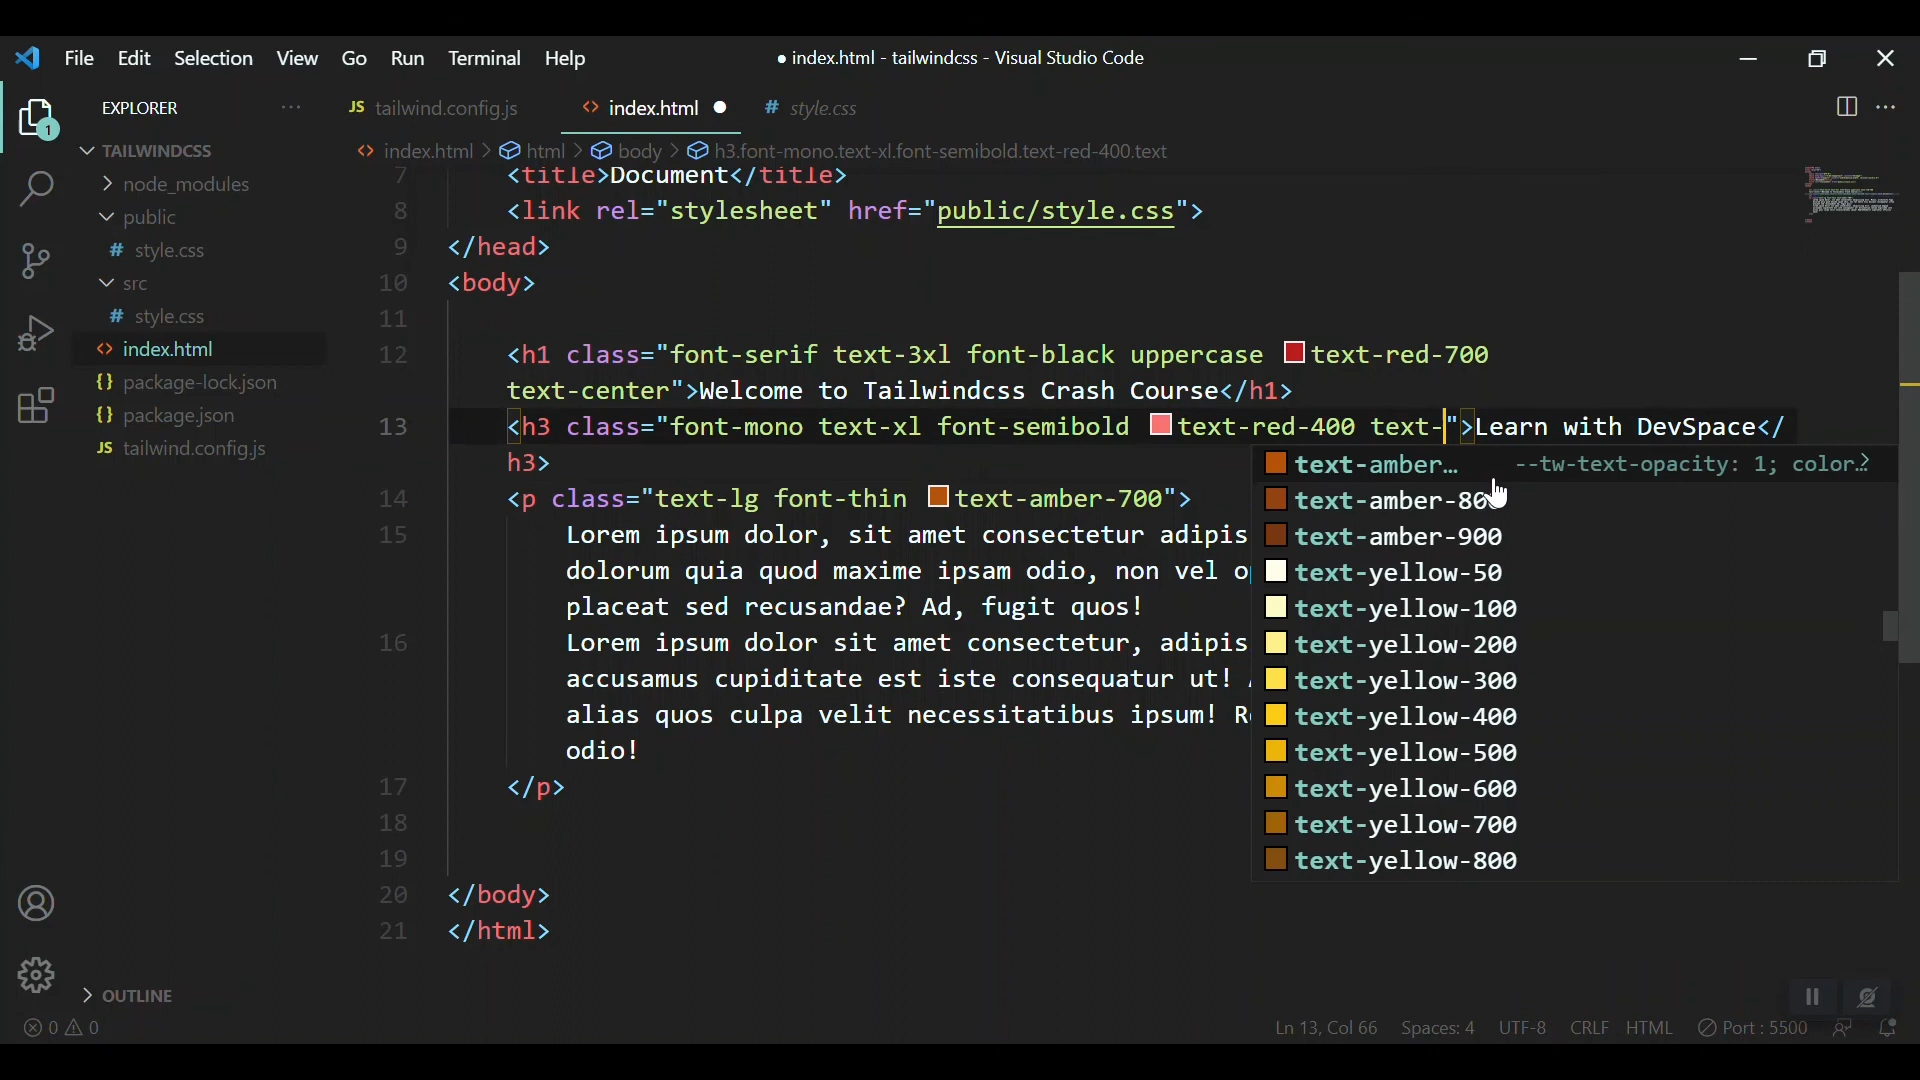 File Edit Selection View Go Run Terminal Help ● index.html - tailwindcss - Visual Studio Code
EXPLORER ··· JS tailwind.config.js <> index.html ● # style.css ···
1
TAILWINDCSS
<> index.html > html > body > h3.font-mono.text-xl.font-semibold.text-red-400.text
node_modules
public
# style.css
src
# style.css
<> index.html
{} package-lock.json
{} package.json
JS tailwind.config.js
7 <title>Document</title>
8 <link rel="stylesheet" href="public/style.css">
9 </head>
10 <body>
11
12 <h1 class="font-serif text-3xl font-black uppercase text-red-700
text-center">Welcome to Tailwindcss Crash Course</h1>
13 <h3 class="font-mono text-xl font-semibold text-red-400 text-">Learn with DevSpace</
h3>
14 <p class="text-lg font-thin text-amber-700">
15 Lorem ipsum dolor, sit amet consectetur adipis
dolorum quia quod maxime ipsam odio, non vel
placeat sed recusandae? Ad, fugit quos!
16 Lorem ipsum dolor sit amet consectetur, adipis
accusamus cupiditate est iste consequatur ut!
alias quos culpa velit necessitatibus ipsum!
odio!
17 </p>
18
19
20 </body>
21 </html>
text-amber… --tw-text-opacity: 1; color…
text-amber-80
text-amber-900
text-yellow-50
text-yellow-100
text-yellow-200
text-yellow-300
text-yellow-400
text-yellow-500
text-yellow-600
text-yellow-700
text-yellow-800
OUTLINE
0 0 Ln 13, Col 66 Spaces: 4 UTF-8 CRLF HTML Port : 5500